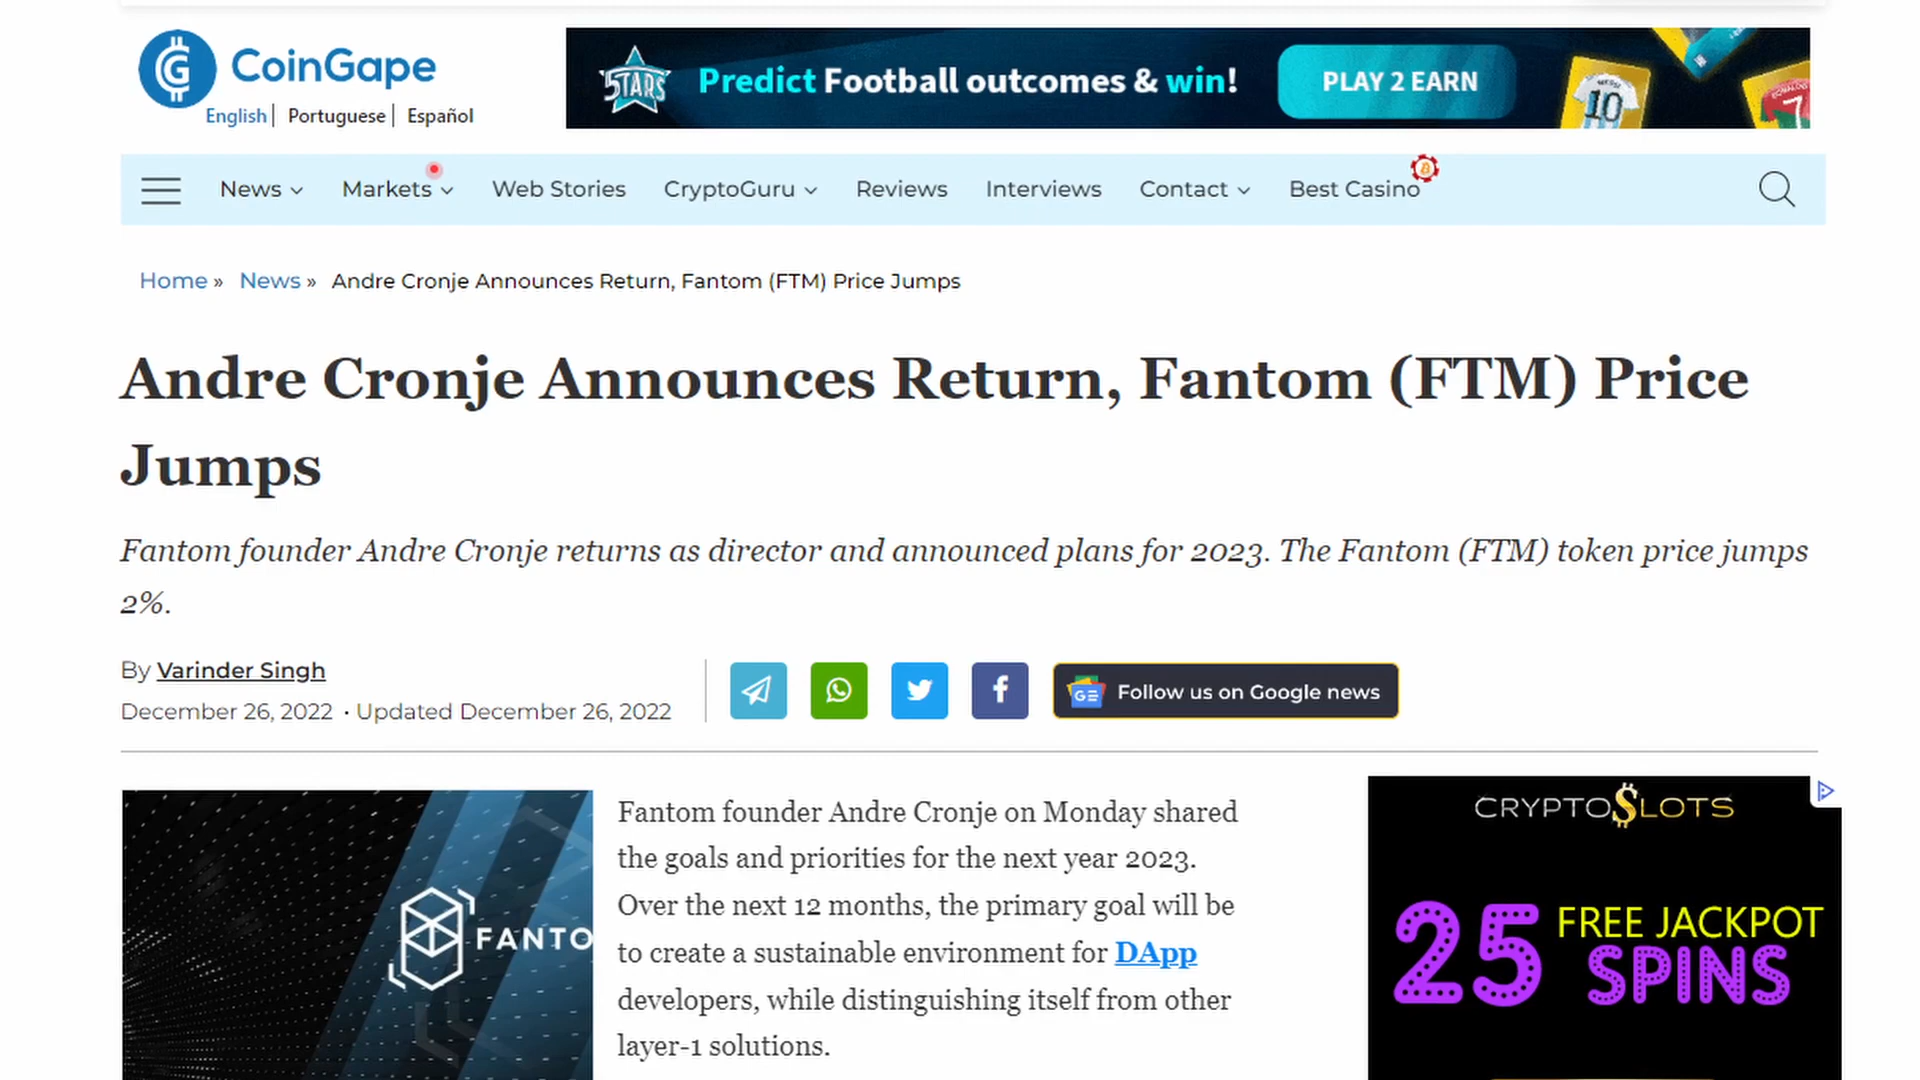 CoinGape
English | Portuguese | Español
5TARS
Predict Football outcomes & win!
PLAY 2 EARN
10
7
News
Markets
Web Stories
CryptoGuru
Reviews
Interviews
Contact
Best Casino
Home » News » Andre Cronje Announces Return, Fantom (FTM) Price Jumps
Andre Cronje Announces Return, Fantom (FTM) Price
Jumps
Fantom founder Andre Cronje returns as director and announced plans for 2023. The Fantom (FTM) token price jumps
2%.
By Varinder Singh
December 26, 2022 • Updated December 26, 2022
Follow us on Google news
FANTO
Fantom founder Andre Cronje on Monday shared
the goals and priorities for the next year 2023.
Over the next 12 months, the primary goal will be
to create a sustainable environment for DApp
developers, while distinguishing itself from other
layer-1 solutions.
CRYPTOSLOTS
25 FREE JACKPOT
SPINS